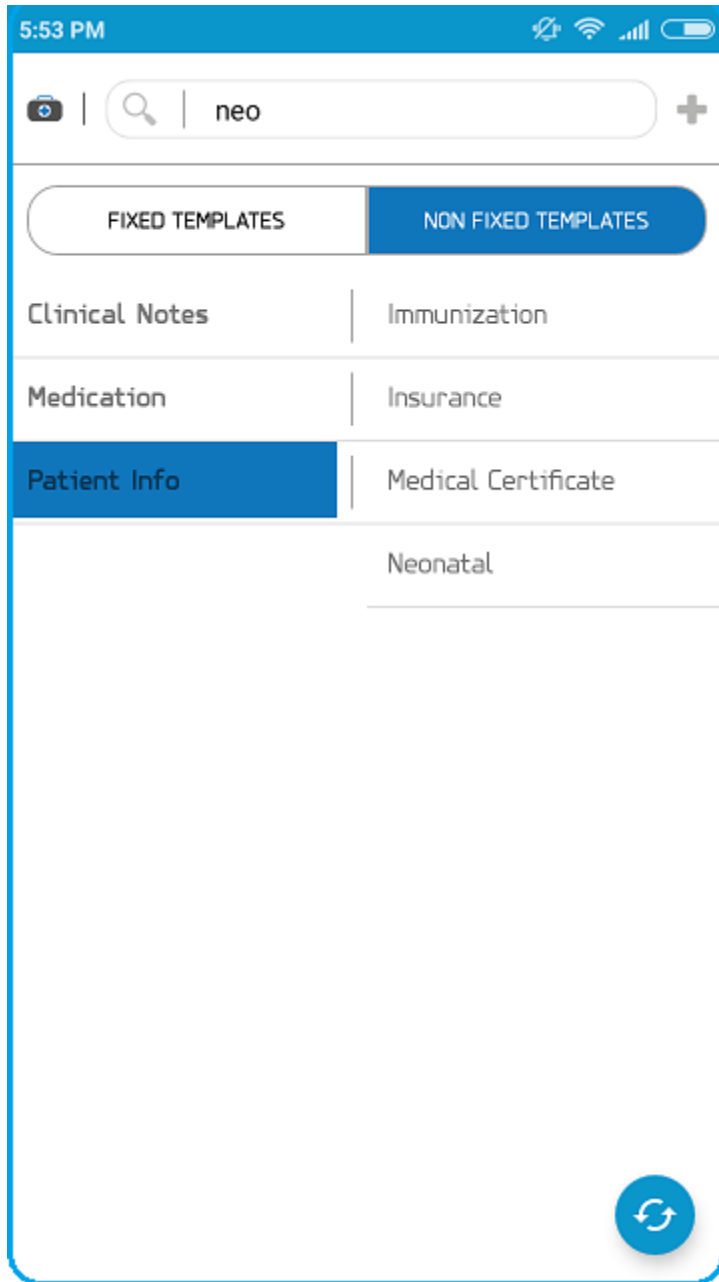 5:53 PM
neo
FIXED TEMPLATES
NON FIXED TEMPLATES
Clinical Notes
Immunization
Medication
Insurance
Patient Info
Medical Certificate
Neonatal